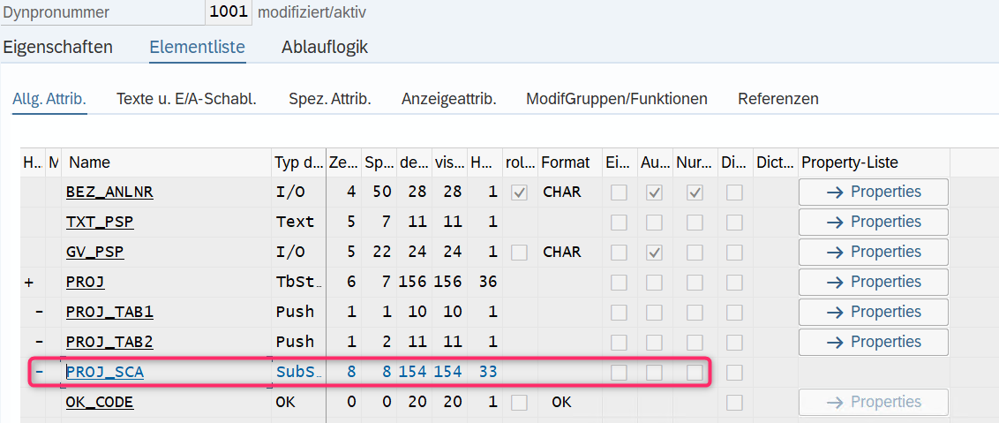 Dynpronummer 1001 modifiziert/aktiv
Eigenschaften Elementliste Ablauflogik
Allg. Attrib. Texte u. E/A-Schabl. Spez. Attrib. Anzeigeattrib. ModifGruppen/Funktionen Referenzen
H... M Name Typ d... Ze... Sp... de... vis... H... rol... Format Ei... Au... Nur... Di... Dict... Property-Liste
BEZ_ANLNR I/O 4 50 28 28 1 CHAR → Properties
TXT_PSP Text 5 7 11 11 1 → Properties
GV_PSP I/O 5 22 24 24 1 CHAR → Properties
+ PROJ TbSt… 6 7 156 156 36 → Properties
- PROJ_TAB1 Push 1 1 10 10 1 → Properties
- PROJ_TAB2 Push 1 2 11 11 1 → Properties
- PROJ_SCA SubS… 8 8 154 154 33
OK_CODE OK 0 0 20 20 1 OK → Properties